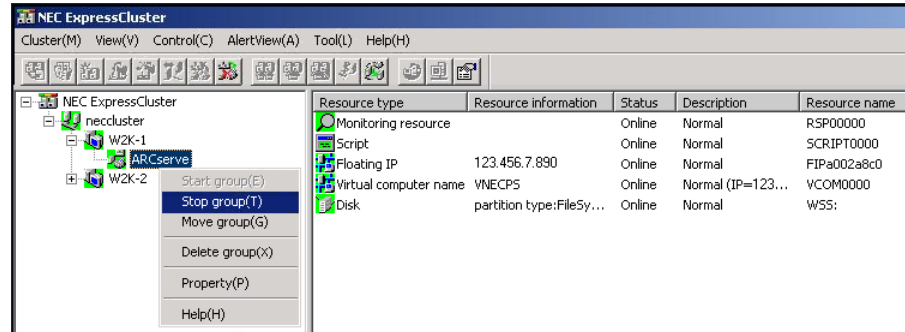 NEC ExpressCluster
Cluster(M) View(V) Control(C) AlertView(A) Tool(L) Help(H)
NEC ExpressCluster
neccluster
W2K-1
ARCserve
W2K-2
Start group(E)
Stop group(T)
Move group(G)
Delete group(X)
Property(P)
Help(H)
Resource type Resource information Status Description Resource name
Monitoring resource Online Normal RSP00000
Script Online Normal SCRIPT0000
Floating IP 123.456.7.890 Online Normal FIPa002a8c0
Virtual computer name VNECPS Online Normal (IP=123... VCOM0000
Disk partition type:FileSy... Online Normal WSS: